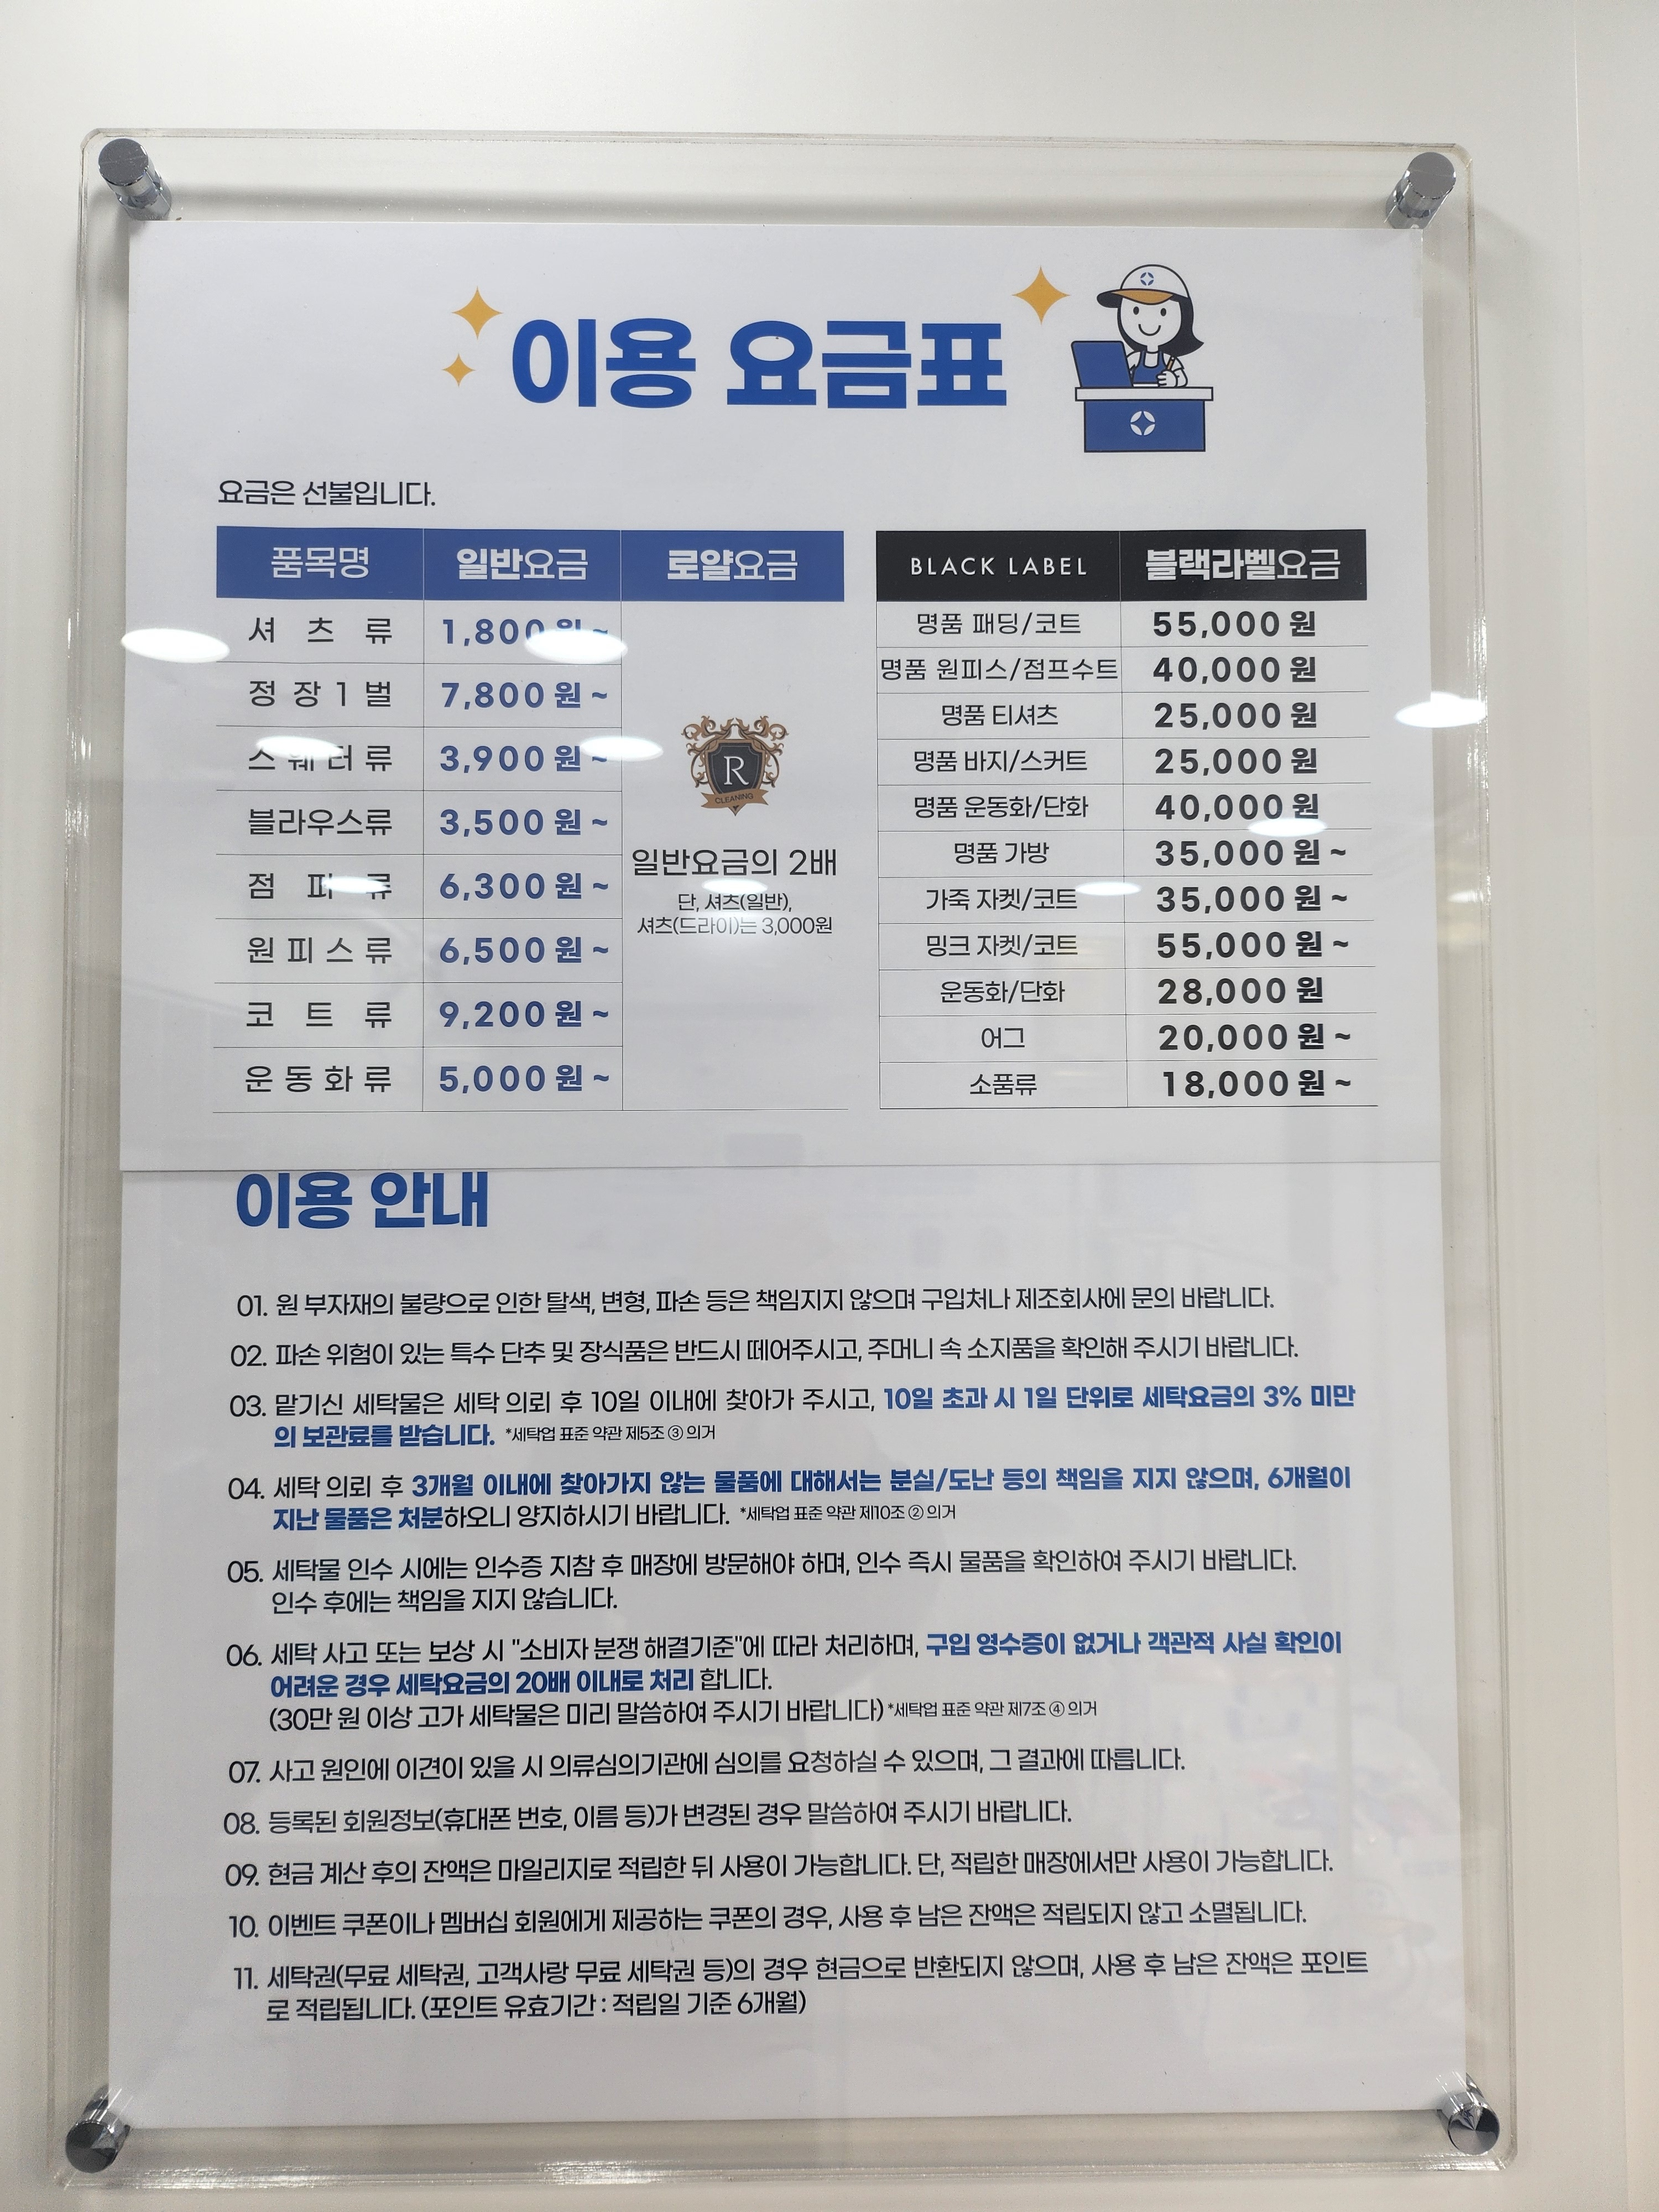 이용 요금표
요금은 선불입니다.
품목명 일반요금 로얄요금
셔츠류 1,800원~
정장1벌 7,800원~
스웨터류 3,900원~
블라우스류 3,500원~
점퍼류 6,300원~
원피스류 6,500원~
코트류 9,200원~
운동화류 5,000원~
R
CLEANING
일반요금의 2배
단, 셔츠(일반),
셔츠(드라이)는 3,000원
BLACK LABEL 블랙라벨요금
명품 패딩/코트 55,000원
명품 원피스/점프수트 40,000원
명품 티셔츠 25,000원
명품 바지/스커트 25,000원
명품 운동화/단화 40,000원
명품 가방 35,000원~
가죽 자켓/코트 35,000원~
밍크 자켓/코트 55,000원~
운동화/단화 28,000원
어그 20,000원~
소품류 18,000원~
이용 안내
01. 원 부자재의 불량으로 인한 탈색, 변형, 파손 등은 책임지지 않으며 구입처나 제조회사에 문의 바랍니다.
02. 파손 위험이 있는 특수 단추 및 장식품은 반드시 떼어주시고, 주머니 속 소지품을 확인해 주시기 바랍니다.
03. 맡기신 세탁물은 세탁 의뢰 후 10일 이내에 찾아가 주시고, 10일 초과 시 1일 단위로 세탁요금의 3% 미만
의 보관료를 받습니다. *세탁업 표준 약관 제5조 ③ 의거
04. 세탁 의뢰 후 3개월 이내에 찾아가지 않는 물품에 대해서는 분실/도난 등의 책임을 지지 않으며, 6개월이
지난 물품은 처분하오니 양지하시기 바랍니다. *세탁업 표준 약관 제10조 ② 의거
05. 세탁물 인수 시에는 인수증 지참 후 매장에 방문해야 하며, 인수 즉시 물품을 확인하여 주시기 바랍니다.
인수 후에는 책임을 지지 않습니다.
06. 세탁 사고 또는 보상 시 "소비자 분쟁 해결기준"에 따라 처리하며, 구입 영수증이 없거나 객관적 사실 확인이
어려운 경우 세탁요금의 20배 이내로 처리 합니다.
(30만 원 이상 고가 세탁물은 미리 말씀하여 주시기 바랍니다) *세탁업 표준 약관 제7조 ④ 의거
07. 사고 원인에 이견이 있을 시 의류심의기관에 심의를 요청하실 수 있으며, 그 결과에 따릅니다.
08. 등록된 회원정보(휴대폰 번호, 이름 등)가 변경된 경우 말씀하여 주시기 바랍니다.
09. 현금 계산 후의 잔액은 마일리지로 적립한 뒤 사용이 가능합니다. 단, 적립한 매장에서만 사용이 가능합니다.
10. 이벤트 쿠폰이나 멤버십 회원에게 제공하는 쿠폰의 경우, 사용 후 남은 잔액은 적립되지 않고 소멸됩니다.
11. 세탁권(무료 세탁권, 고객사랑 무료 세탁권 등)의 경우 현금으로 반환되지 않으며, 사용 후 남은 잔액은 포인트
로 적립됩니다. (포인트 유효기간 : 적립일 기준 6개월)